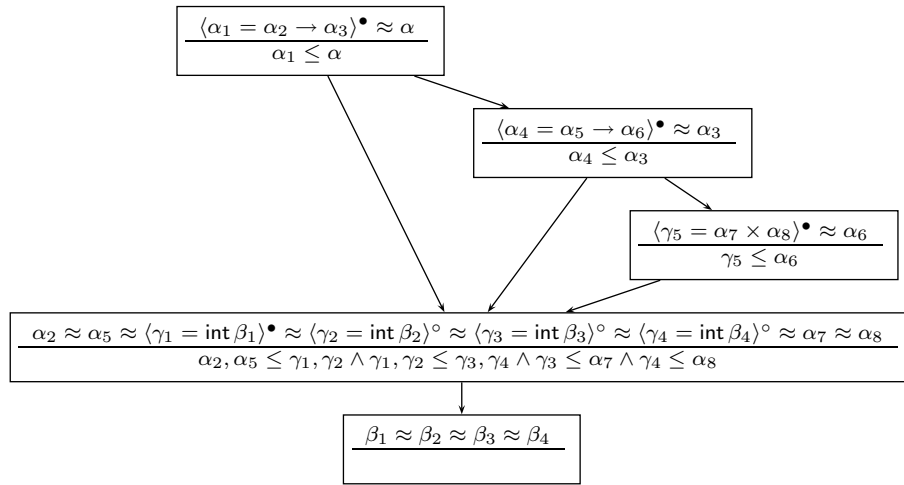 ⟨α₁ = α₂ → α₃⟩• ≈ α
α₁ ≤ α
⟨α₄ = α₅ → α₆⟩• ≈ α₃
α₄ ≤ α₃
⟨γ₅ = α₇ × α₈⟩• ≈ α₆
γ₅ ≤ α₆
α₂ ≈ α₅ ≈ ⟨γ₁ = int β₁⟩• ≈ ⟨γ₂ = int β₂⟩° ≈ ⟨γ₃ = int β₃⟩° ≈ ⟨γ₄ = int β₄⟩° ≈ α₇ ≈ α₈
α₂, α₅ ≤ γ₁, γ₂ ∧ γ₁, γ₂ ≤ γ₃, γ₄ ∧ γ₃ ≤ α₇ ∧ γ₄ ≤ α₈
β₁ ≈ β₂ ≈ β₃ ≈ β₄